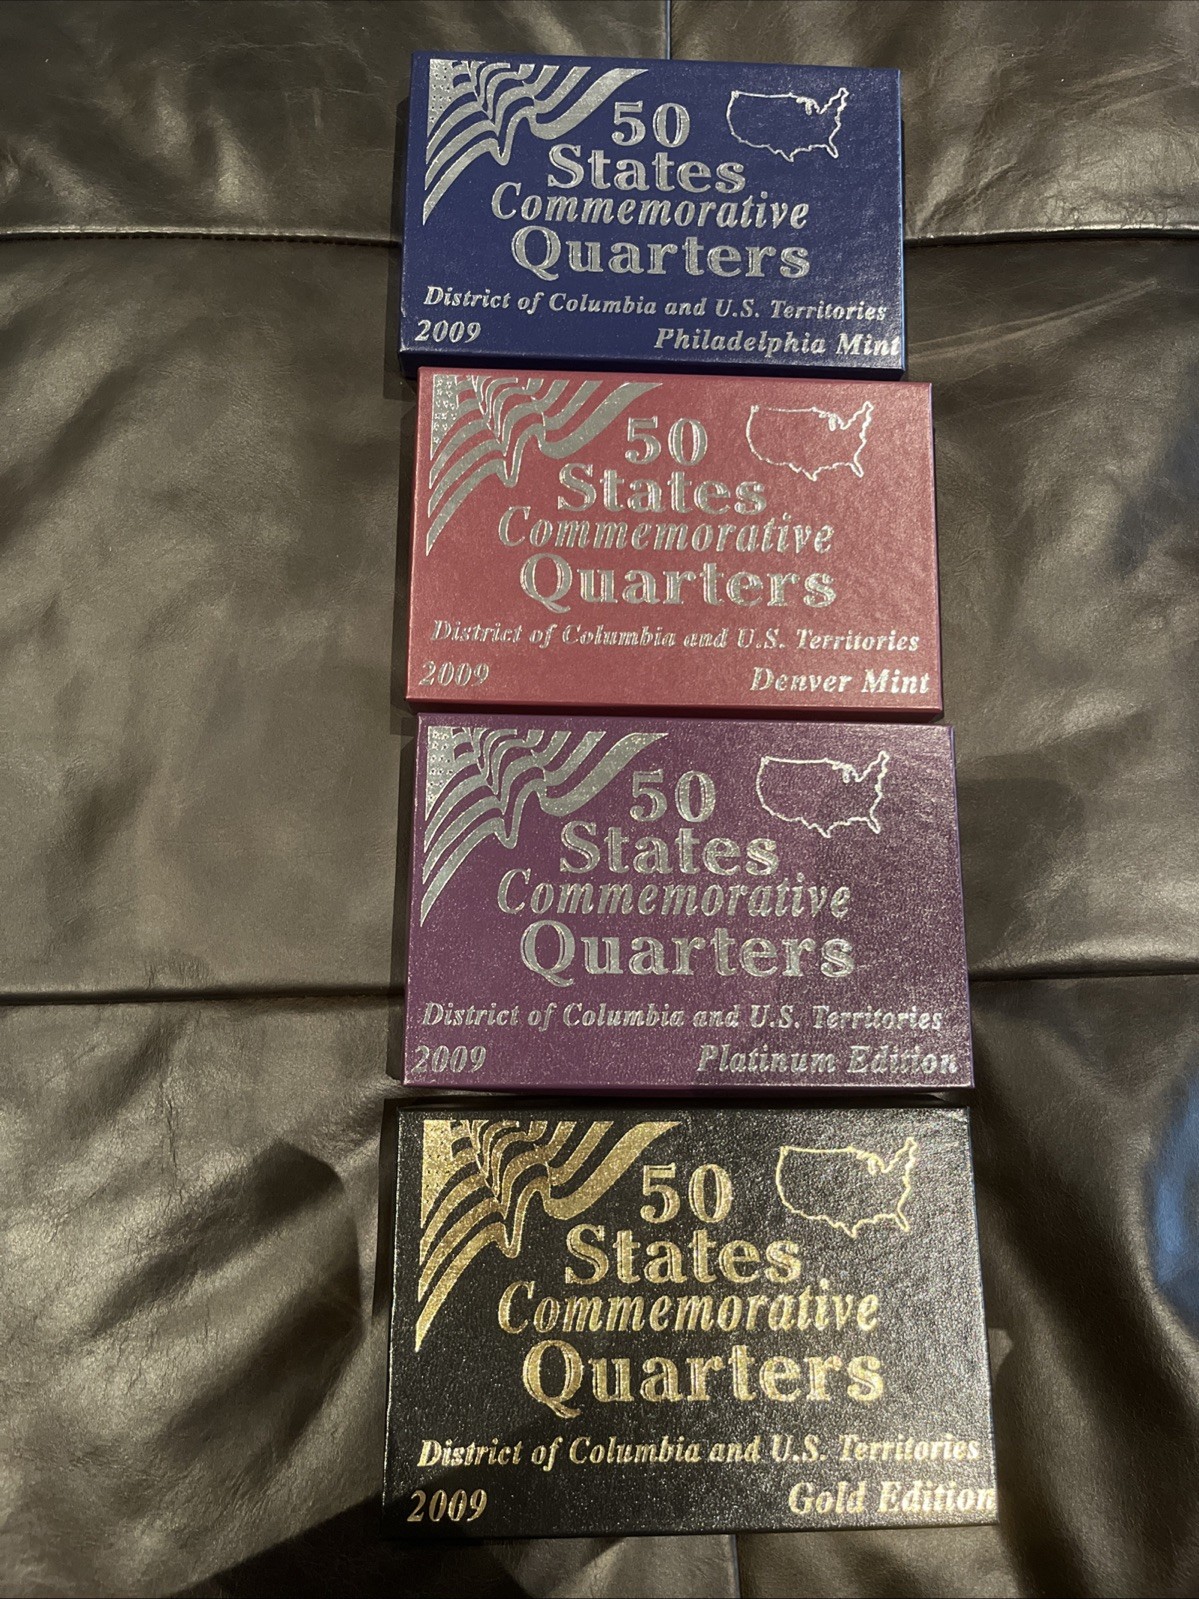 50
States
Commemorative
Quarters
District of Columbia and U.S. Territories
2009 Philadelphia Mint
50
States
Commemorative
Quarters
District of Columbia and U.S. Territories
2009 Denver Mint
50
States
Commemorative
Quarters
District of Columbia and U.S. Territories
2009 Platinum Edition
50
States
Commemorative
Quarters
District of Columbia and U.S. Territories
2009 Gold Edition